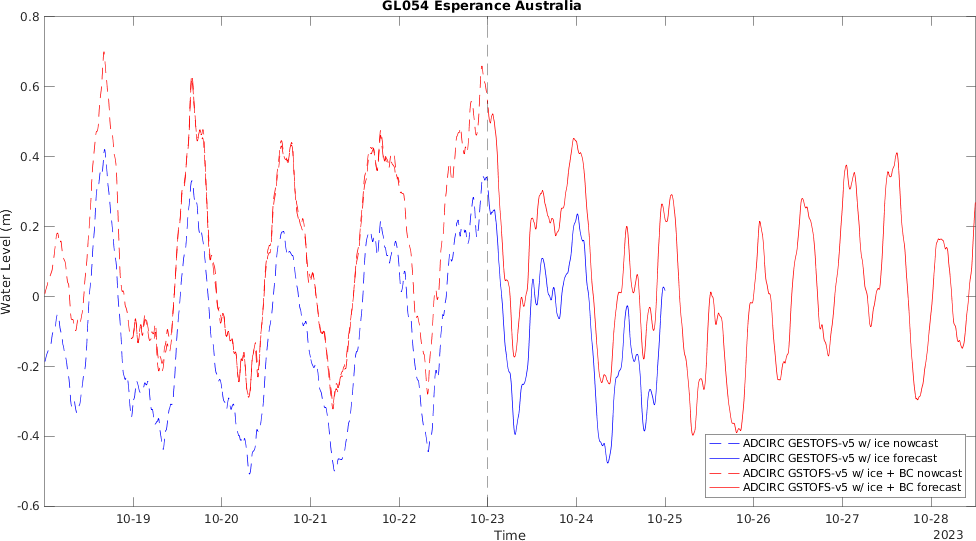 GL054 Esperance Australia
0.8
0.6
0.4
0.2
0
-0.2
-0.4
-0.6
Water Level (m)
10-19
10-20
10-21
10-22
10-23
10-24
10-25
10-26
10-27
10-28
Time
2023
ADCIRC GESTOFS-v5 w/ ice nowcast
ADCIRC GESTOFS-v5 w/ ice forecast
ADCIRC GSTOFS-v5 w/ ice + BC nowcast
ADCIRC GSTOFS-v5 w/ ice + BC forecast